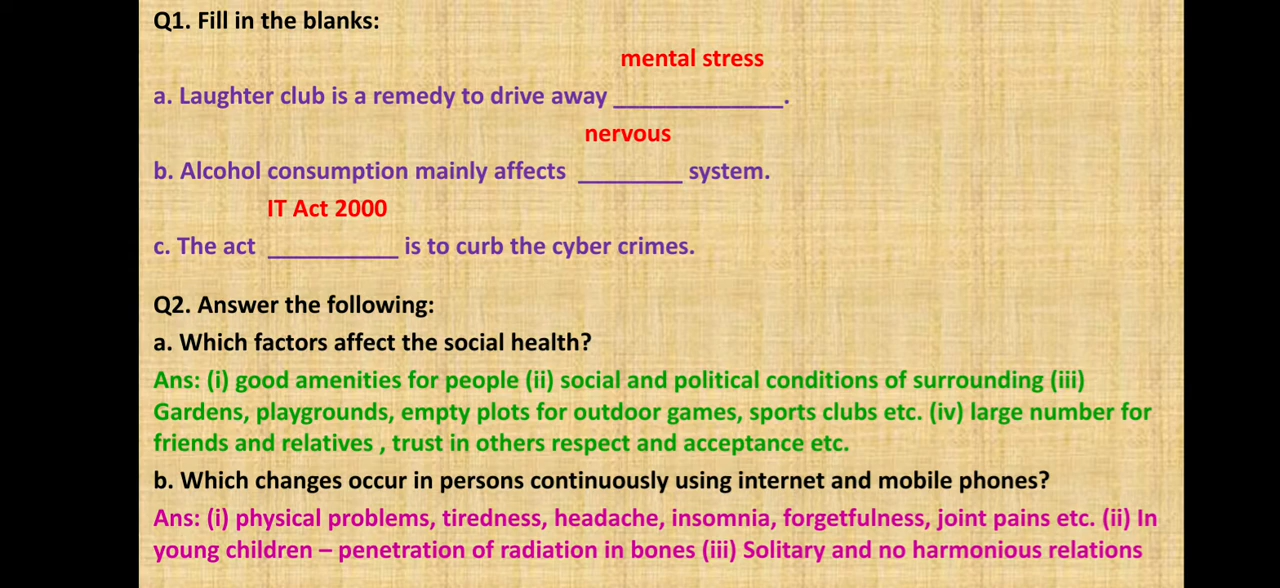 Q1. Fill in the blanks:
mental stress
a. Laughter club is a remedy to drive away _____________.
nervous
b. Alcohol consumption mainly affects ________ system.
IT Act 2000
c. The act __________ is to curb the cyber crimes.
Q2. Answer the following:
a. Which factors affect the social health?
Ans: (i) good amenities for people (ii) social and political conditions of surrounding (iii)
Gardens, playgrounds, empty plots for outdoor games, sports clubs etc. (iv) large number for
friends and relatives , trust in others respect and acceptance etc.
b. Which changes occur in persons continuously using internet and mobile phones?
Ans: (i) physical problems, tiredness, headache, insomnia, forgetfulness, joint pains etc. (ii) In
young children – penetration of radiation in bones (iii) Solitary and no harmonious relations